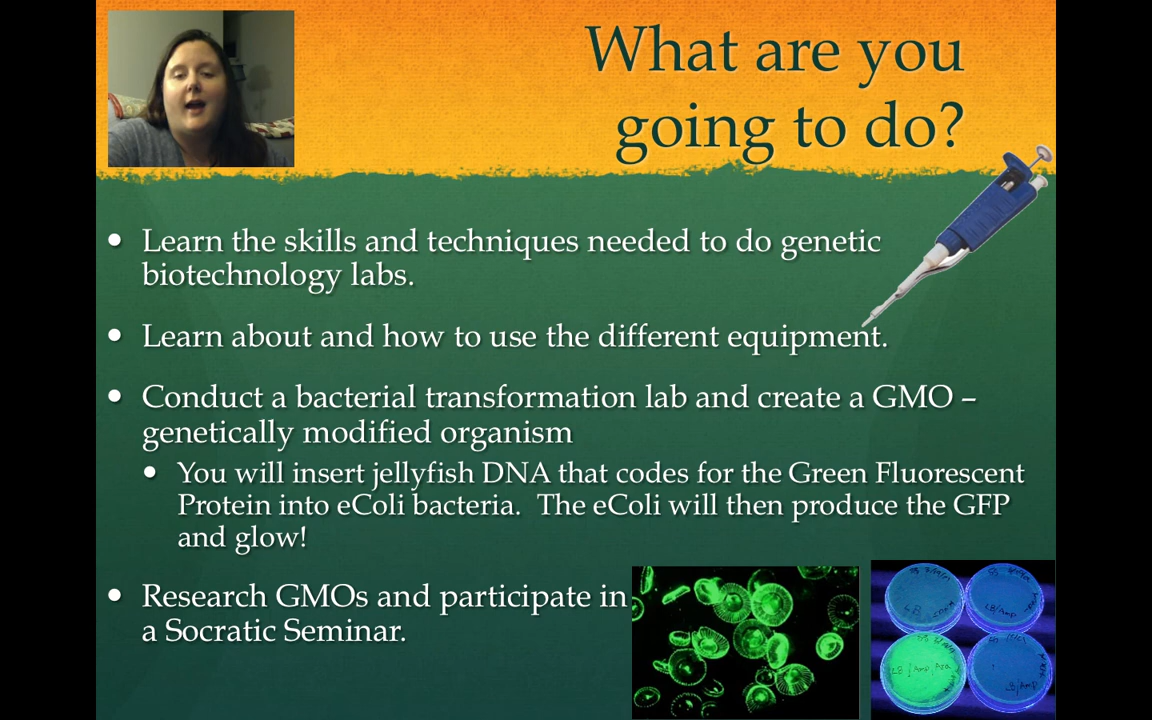 What are you
going to do?
• Learn the skills and techniques needed to do genetic
biotechnology labs.
• Learn about and how to use the different equipment.
• Conduct a bacterial transformation lab and create a GMO –
genetically modified organism
• You will insert jellyfish DNA that codes for the Green Fluorescent
Protein into eColi bacteria.  The eColi will then produce the GFP
and glow!
• Research GMOs and participate in
a Socratic Seminar.
LB
LB/Amp
LB/Amp/Ara
LB/Amp